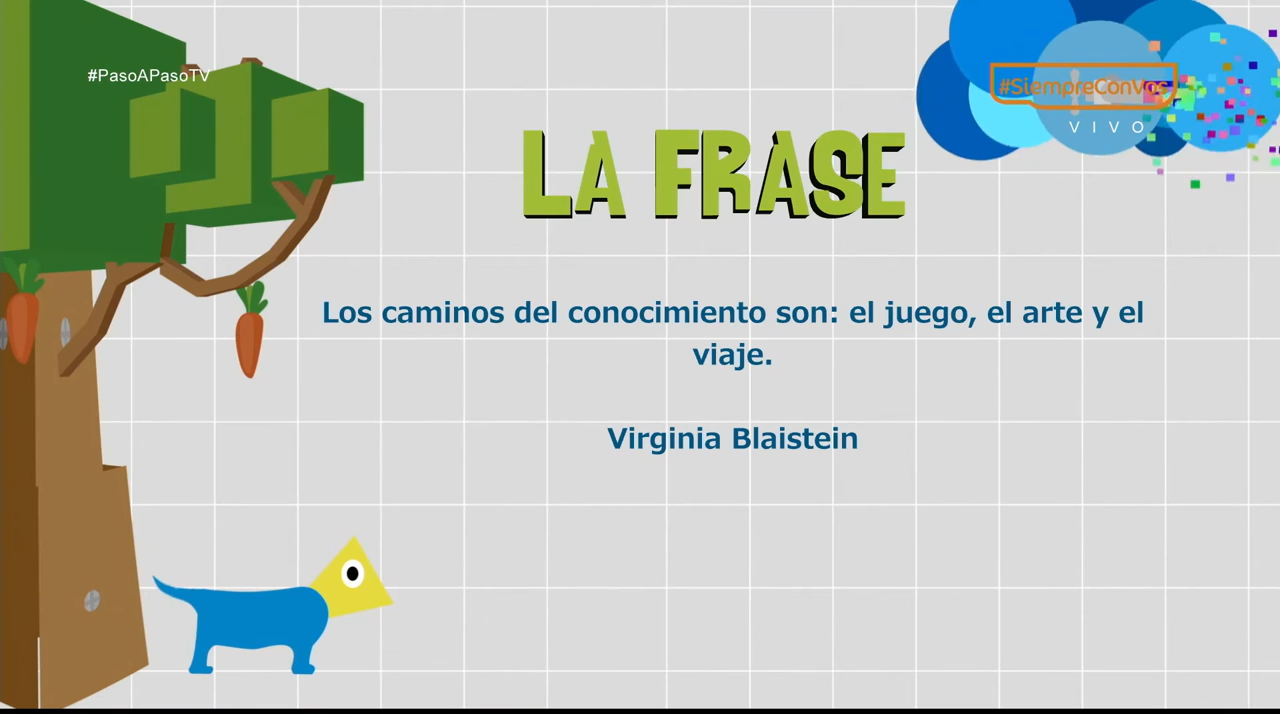 #PasoAPasoTV
#SiempreConVos
VIVO
LA FRASE
Los caminos del conocimiento son: el juego, el arte y el
viaje.
Virginia Blaistein